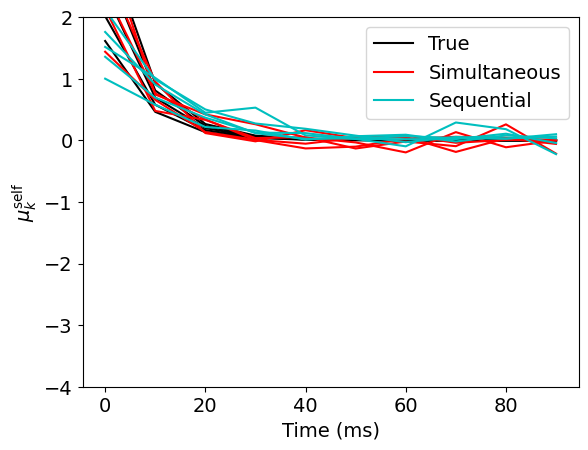 2
1
0
−1
−2
−3
−4
0
20
40
60
80
Time (ms)
μ_k^self
True
Simultaneous
Sequential